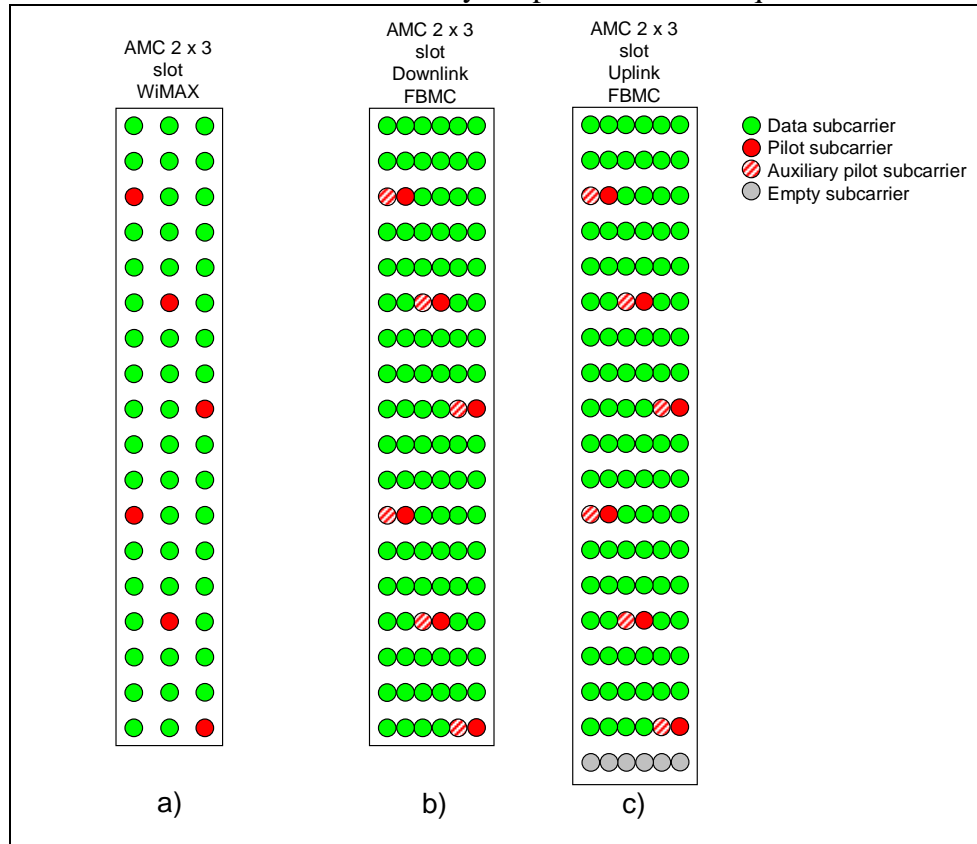 AMC 2 x 3
slot
WiMAX
AMC 2 x 3
slot
Downlink
FBMC
AMC 2 x 3
slot
Uplink
FBMC
Data subcarrier
Pilot subcarrier
Auxiliary pilot subcarrier
Empty subcarrier
a)
b)
c)